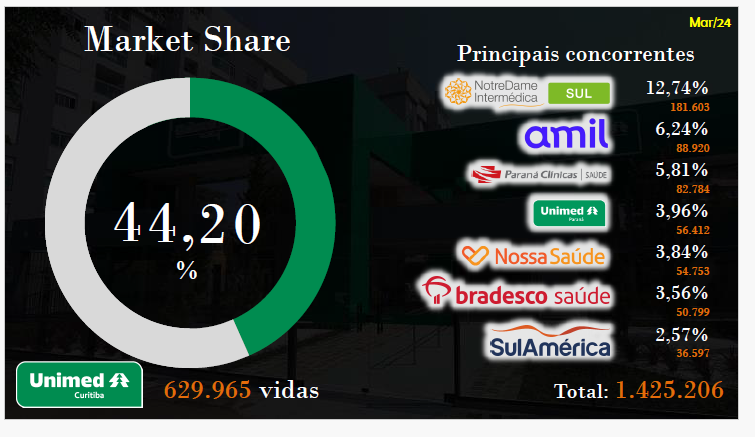 Mar/24
Market Share
44,20
%
Unimed
Curitiba
629.965 vidas
Principais concorrentes
NotreDame
Intermédica
SUL
12,74%
181.603
amil
6,24%
88.920
Paraná Clínicas | SAÚDE
5,81%
82.784
Unimed
Paraná
3,96%
56.412
Nossa Saúde
3,84%
54.753
bradesco saúde
3,56%
50.799
SulAmérica
2,57%
36.597
Total: 1.425.206